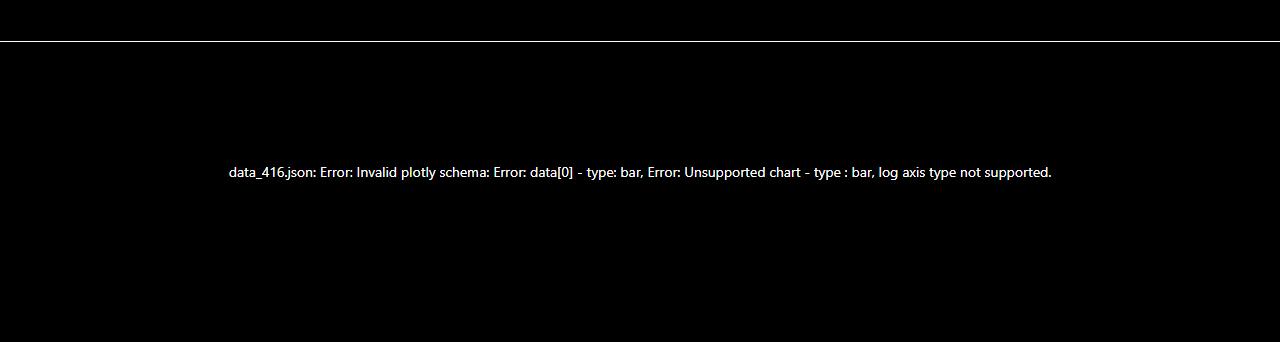 data_416.json: Error: Invalid plotly schema: Error: data[0] - type: bar, Error: Unsupported chart - type : bar, log axis type not supported.